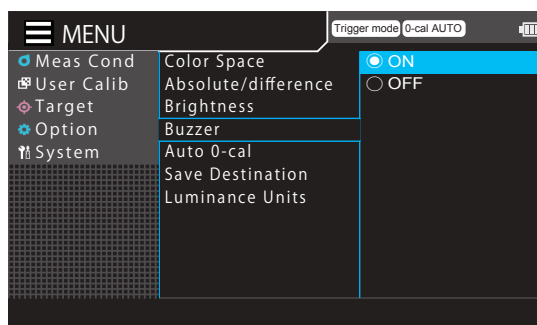 MENU
Trigger mode 0-cal AUTO
Meas Cond
User Calib
Target
Option
System
Color Space
Absolute/difference
Brightness
Buzzer
Auto 0-cal
Save Destination
Luminance Units
ON
OFF